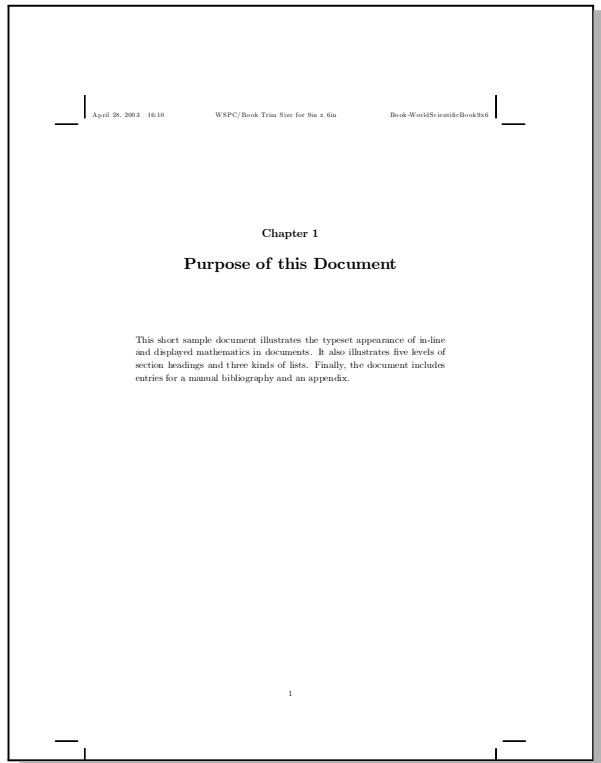 April 28, 2003 16:10 WSPC/Book Trim Size for 9in x 6in Book-WorldScientificBook9x6
Chapter 1
Purpose of this Document
This short sample document illustrates the typeset appearance of in-line
and displayed mathematics in documents. It also illustrates five levels of
section headings and three kinds of lists. Finally, the document includes
entries for a manual bibliography and an appendix.
1